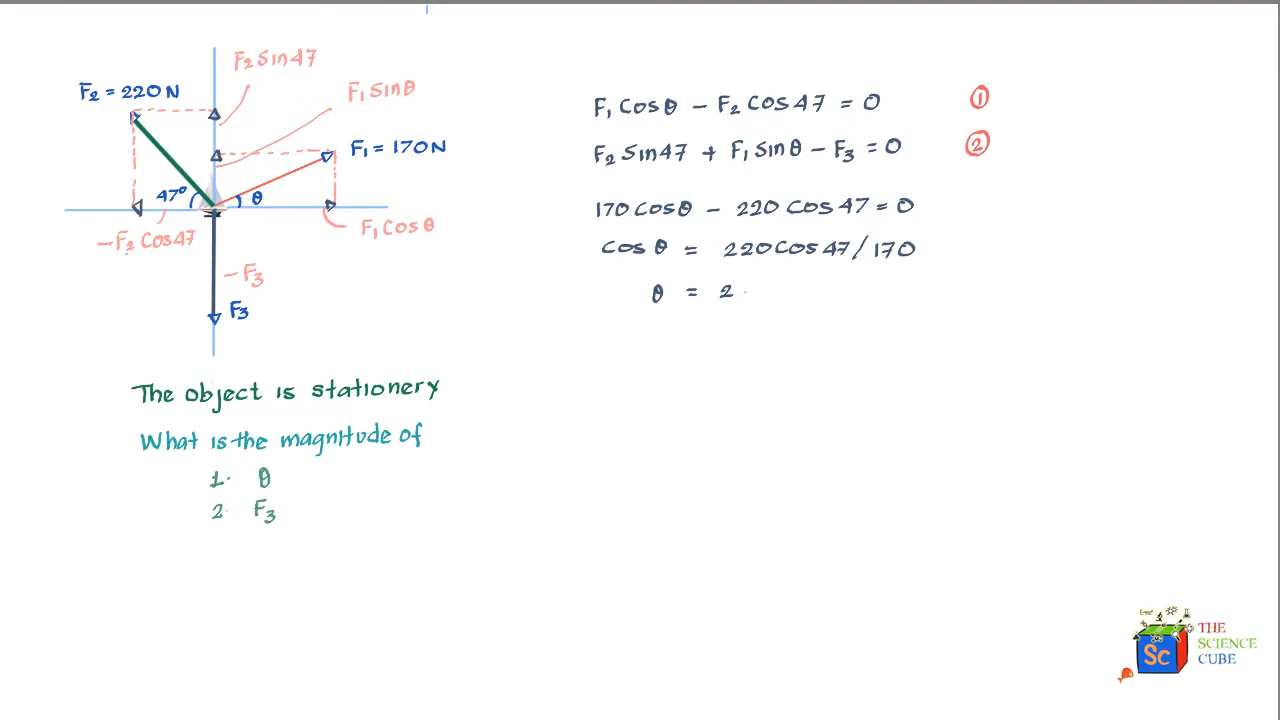 F₂ Sin 47
F₂ = 220 N
F₁ Sin θ
F₁ = 170 N
47°
θ
−F₂ Cos 47
F₁ Cos θ
−F₃
F₃
The object is stationery
What is the magnitude of
1. θ
2. F₃
F₁ Cos θ − F₂ Cos 47 = 0 ①
F₂ Sin 47 + F₁ Sin θ − F₃ = 0 ②
170 Cos θ − 220 Cos 47 = 0
Cos θ = 220 Cos 47 / 170
θ = 2
Sc
THE
SCIENCE
CUBE